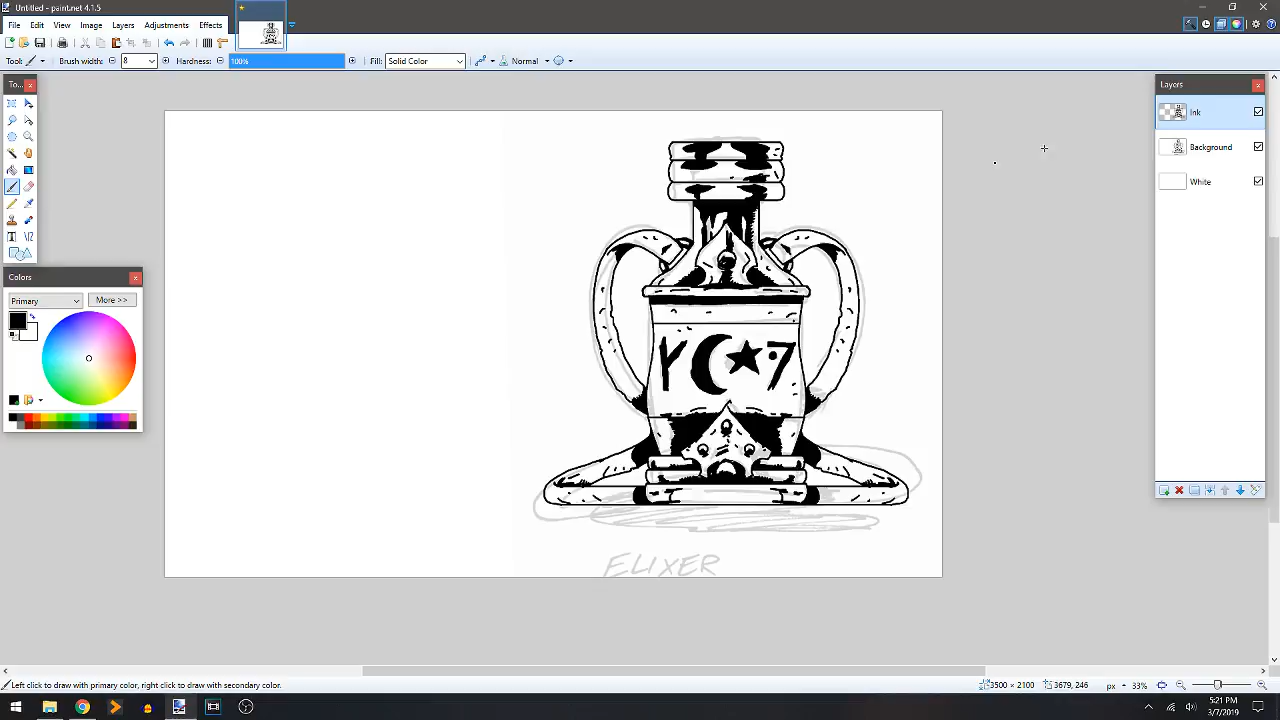 Untitled - paint.net 4.1.5
File Edit View Image Layers Adjustments Effects
Tool: Brush width: 8 Hardness: 100% Fill: Solid Color Normal
To...
Layers
Ink
Background
White
Colors
Primary
More >>
ELIXER
Left click to draw with primary color, right click to draw with secondary color.
3500 × 2100
3679, 246
px
33%
5:21 PM
3/7/2019